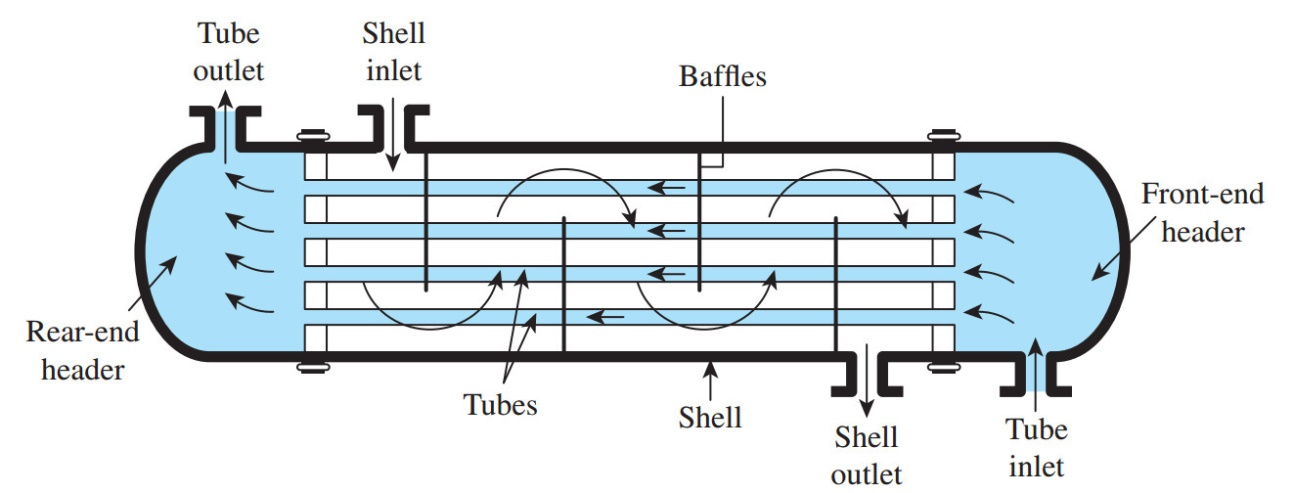 Tube
outlet
Shell
inlet
Baffles
Front-end
header
Rear-end
header
Tubes
Shell
Shell
outlet
Tube
inlet